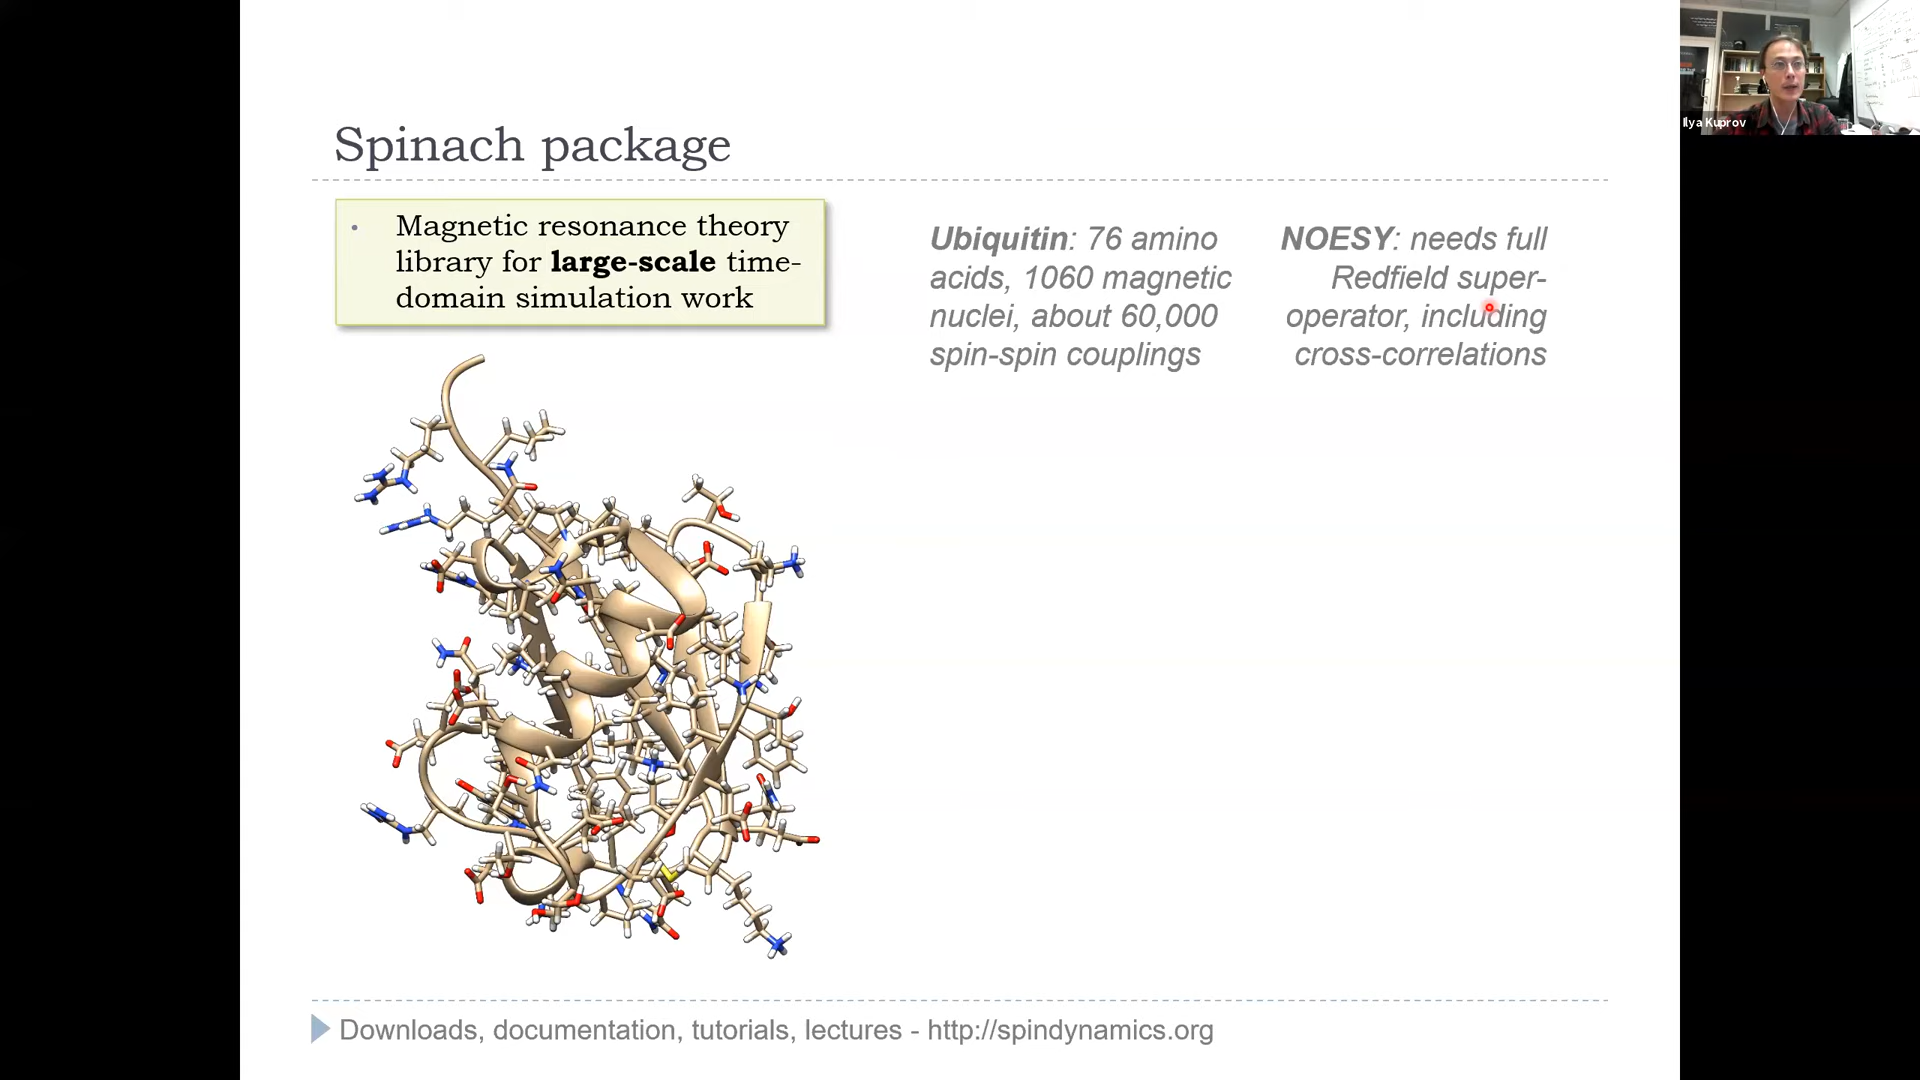 Spinach package
• Magnetic resonance theory
library for large-scale time-
domain simulation work
Ubiquitin: 76 amino
acids, 1060 magnetic
nuclei, about 60,000
spin-spin couplings
NOESY: needs full
Redfield super-
operator, including
cross-correlations
Ilya Kuprov
Downloads, documentation, tutorials, lectures - http://spindynamics.org